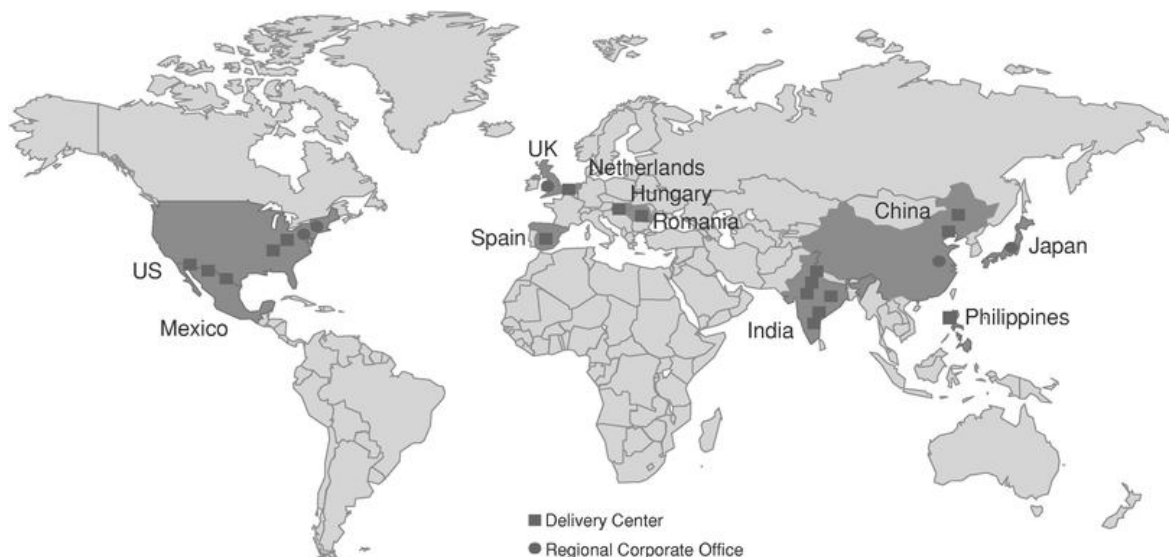 UK
Netherlands
Hungary
Romania
Spain
China
Japan
US
Mexico
India
Philippines
Delivery Center
Regional Corporate Office